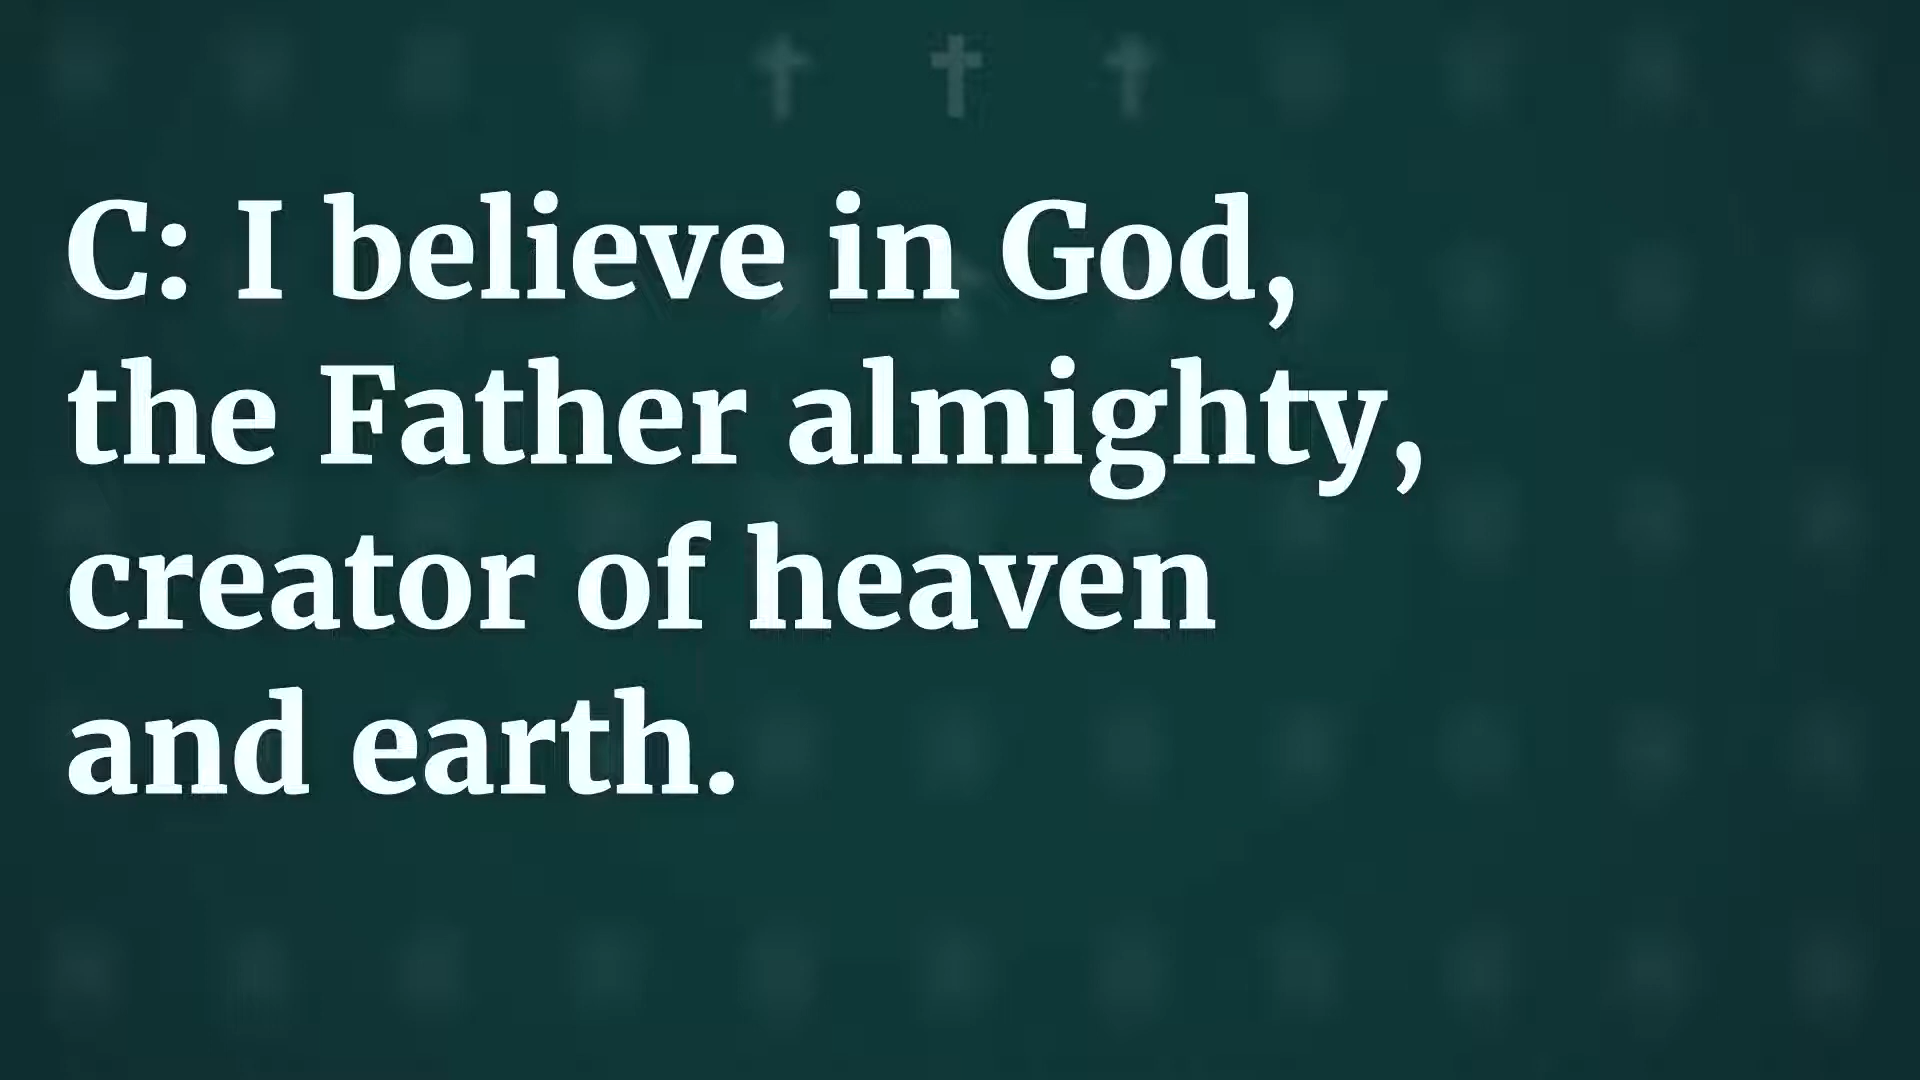 C: I believe in God,
the Father almighty,
creator of heaven
and earth.